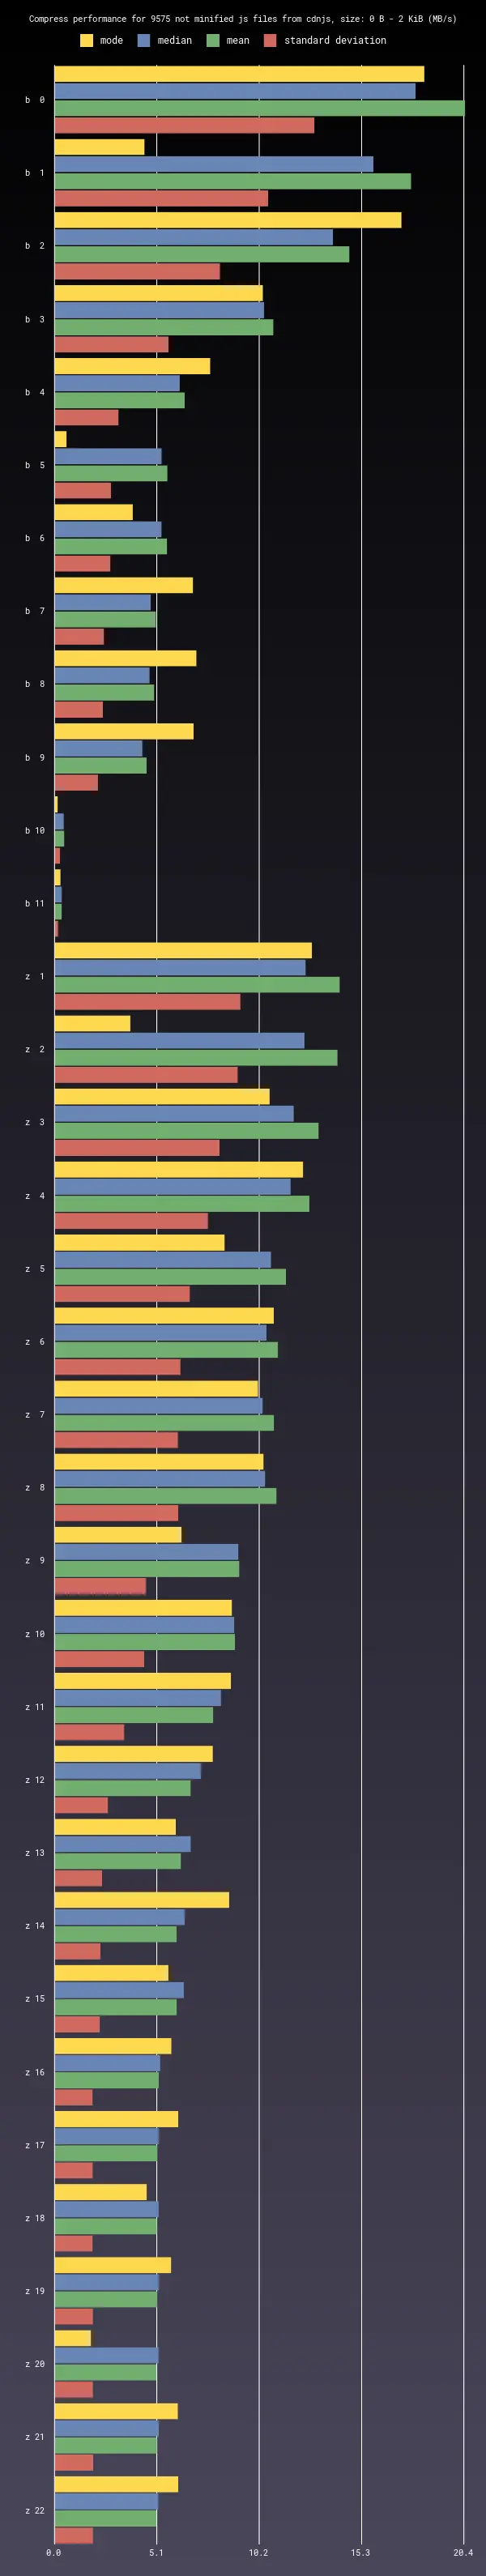 Compress performance for 9575 not minified js files from cdnjs, size: 0 B - 2 KiB (MB/s)
mode median mean standard deviation
b 0
b 1
b 2
b 3
b 4
b 5
b 6
b 7
b 8
b 9
b 10
b 11
z 1
z 2
z 3
z 4
z 5
z 6
z 7
z 8
z 9
z 10
z 11
z 12
z 13
z 14
z 15
z 16
z 17
z 18
z 19
z 20
z 21
z 22
0.0 5.1 10.2 15.3 20.4